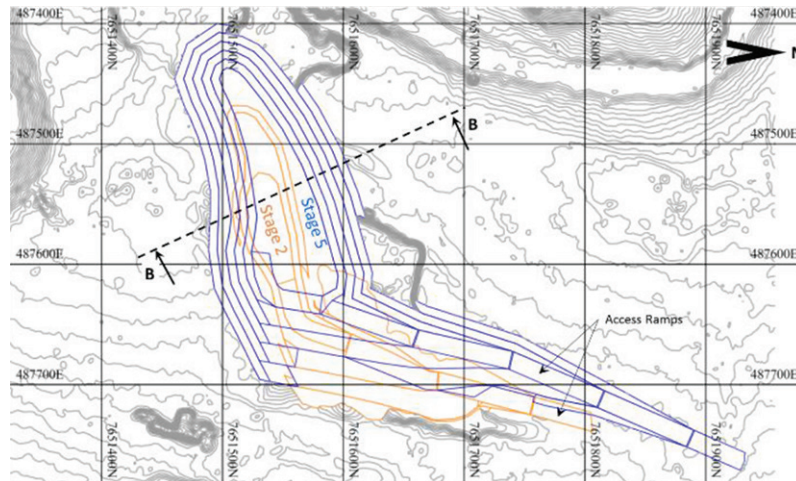 487400E
487400E
7651400N
7651500N
7651600N
7651700N
7651800N
7651900N
N
B
487500E
487500E
Stage 2
Stage 5
487600E
487600E
B
Access Ramps
487700E
487700E
7651400N
7651500N
7651600N
7651700N
7651800N
7651900N